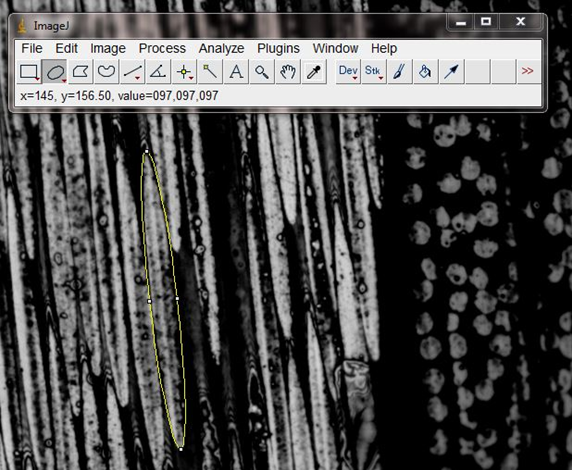 ImageJ
File Edit Image Process Analyze Plugins Window Help
A Dev Stk >>
x=145, y=156.50, value=097,097,097